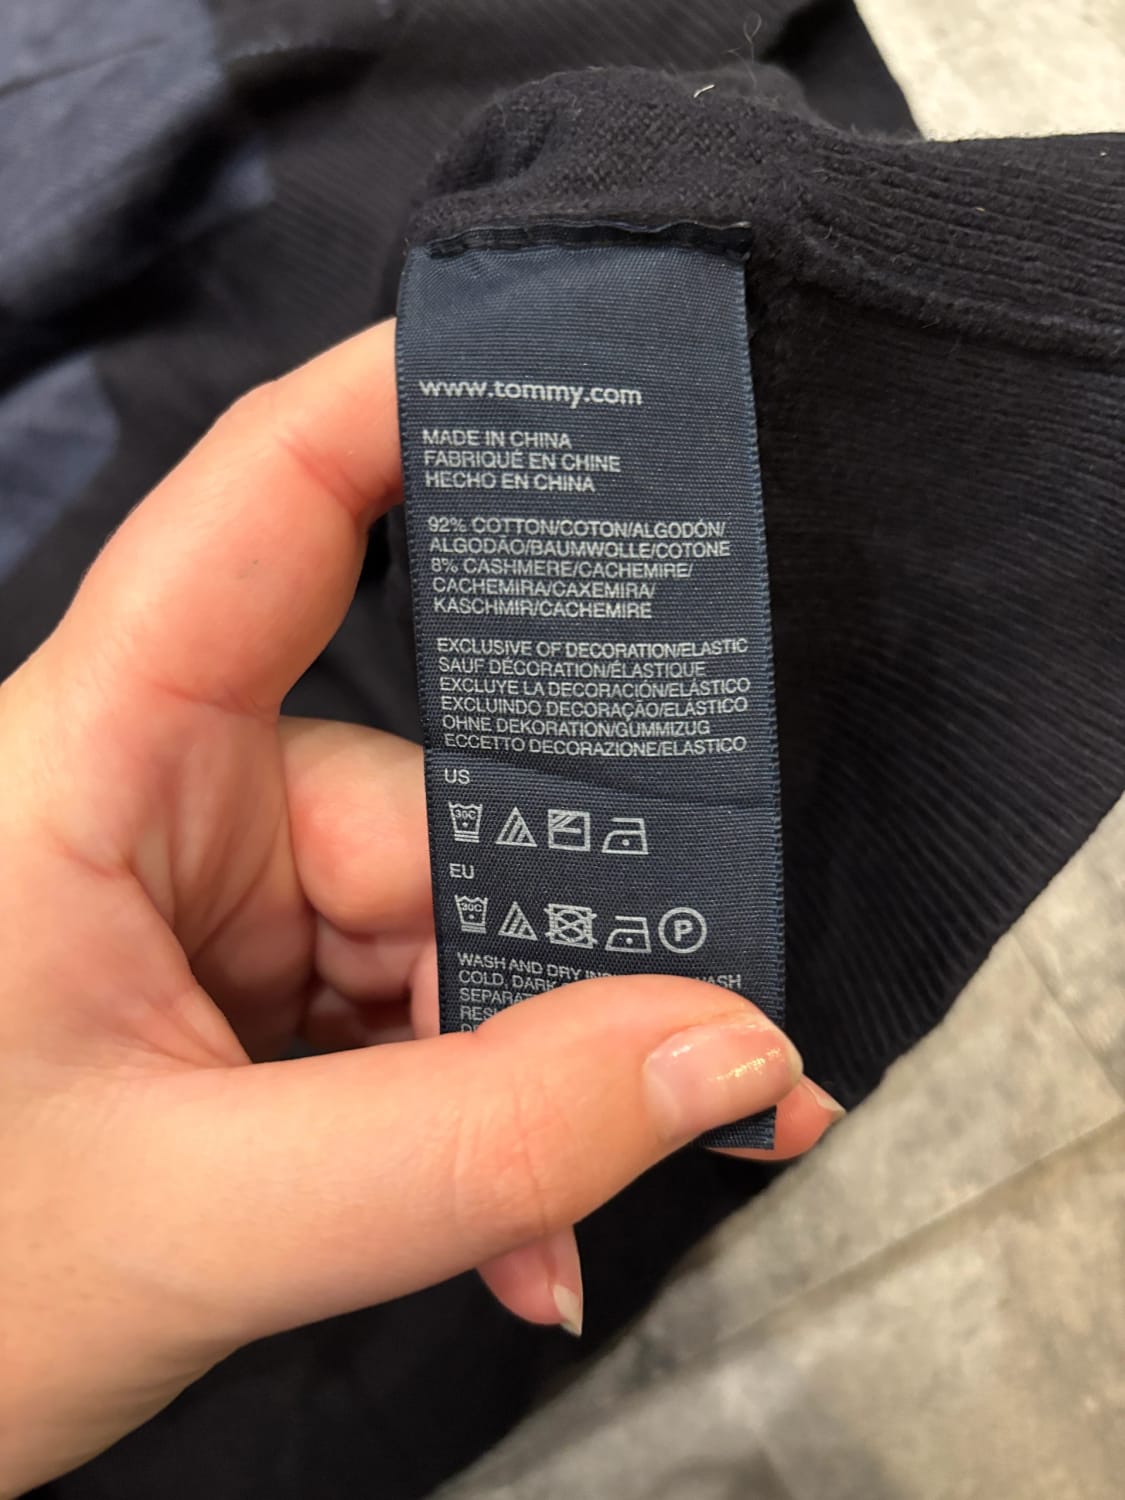 www.tommy.com
MADE IN CHINA
FABRIQUÉ EN CHINE
HECHO EN CHINA
92% COTTON/COTON/ALGODÓN/
ALGODÃO/BAUMWOLLE/COTONE
8% CASHMERE/CACHEMIRE/
CACHEMIRA/CAXEMIRA/
KASCHMIR/CACHEMIRE
EXCLUSIVE OF DECORATION/ELASTIC
SAUF DÉCORATION/ÉLASTIQUE
EXCLUYE LA DECORACIÓN/ELÁSTICO
EXCLUINDO DECORAÇÃO/ELÁSTICO
OHNE DEKORATION/GUMMIZUG
ECCETTO DECORAZIONE/ELASTICO
US
30C
EU
30C P
WASH AND DRY
COLD, DARK